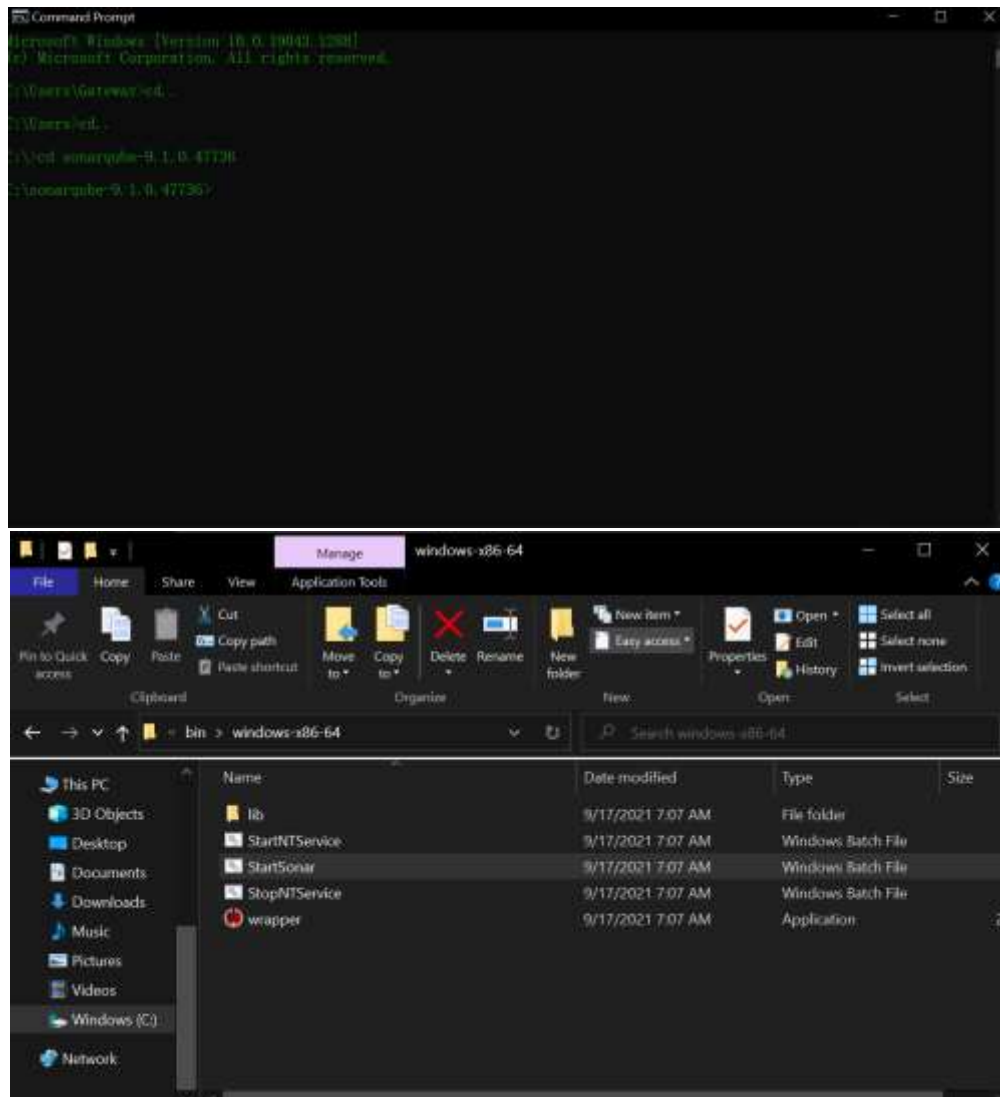 Command Prompt
Microsoft Windows [Version 10.0.19043.1288]
(c) Microsoft Corporation. All rights reserved.
C:\Users\Gateway>cd..
C:\Users>cd..
C:\>cd sonarqube-9.1.0.47736
C:\sonarqube-9.1.0.47736>
Manage windows-x86-64
File Home Share View Application Tools
Pin to Quick access
Copy
Paste
Cut
Copy path
Paste shortcut
Move to
Copy to
Delete
Rename
New folder
New item
Easy access
Properties
Open
Edit
History
Select all
Select none
Invert selection
Clipboard Organize New Open Select
bin > windows-x86-64
Search windows-x86-64
This PC
3D Objects
Desktop
Documents
Downloads
Music
Pictures
Videos
Windows (C:)
Network
Name Date modified Type Size
lib 9/17/2021 7:07 AM File folder
StartNTService 9/17/2021 7:07 AM Windows Batch File
StartSonar 9/17/2021 7:07 AM Windows Batch File
StopNTService 9/17/2021 7:07 AM Windows Batch File
wrapper 9/17/2021 7:07 AM Application